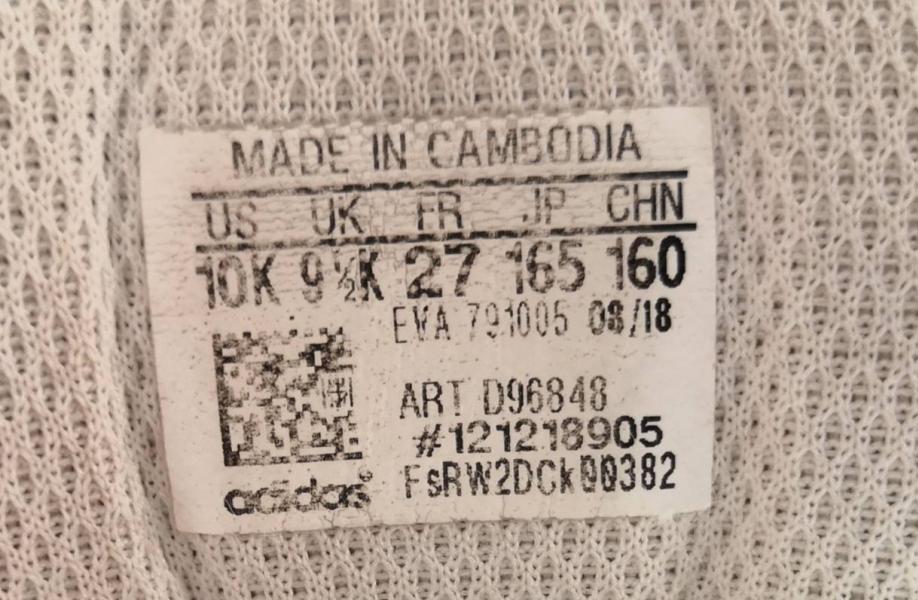 MADE IN CAMBODIA
US UK FR JP CHN
10K 9½K 27 165 160
EVA 791005 08/18
ART D96848
#121218905
FsRW2DCk00382
adidas®